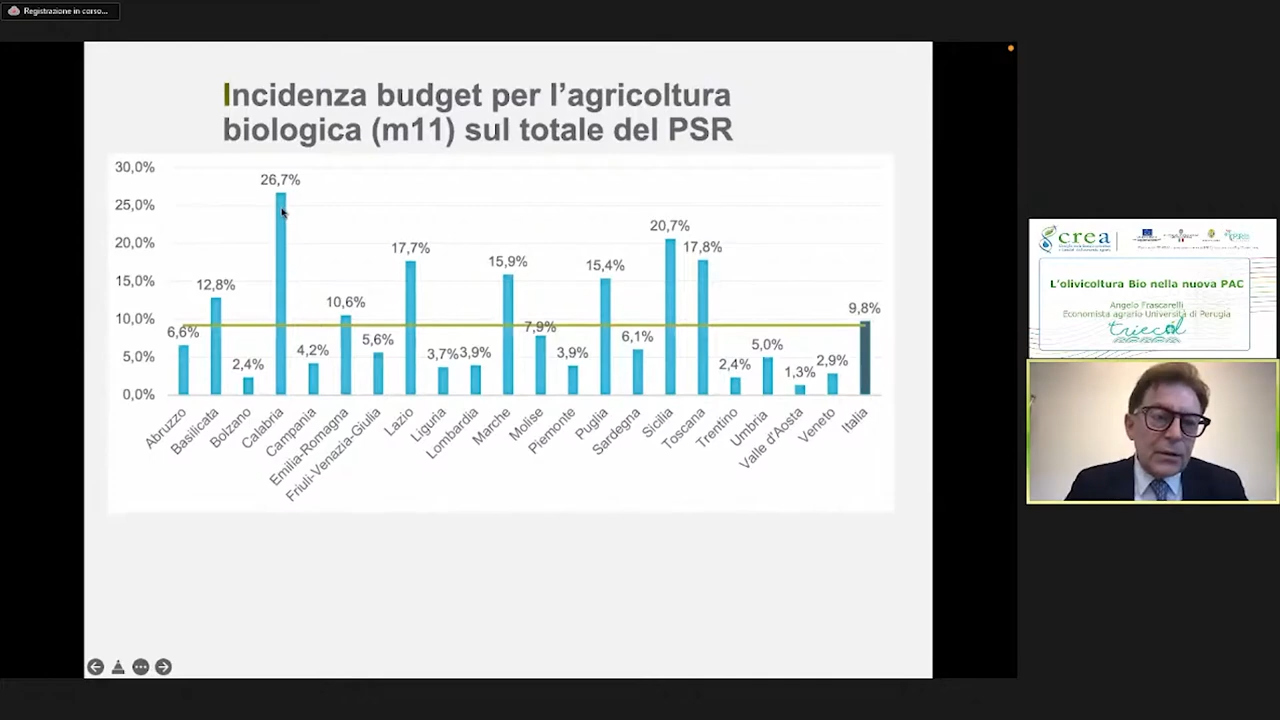 Registrazione in corso...
Incidenza budget per l'agricoltura
biologica (m11) sul totale del PSR
30,0%
25,0%
20,0%
15,0%
10,0%
5,0%
0,0%
6,6%
12,8%
2,4%
26,7%
4,2%
10,6%
5,6%
17,7%
3,7%
3,9%
15,9%
7,9%
3,9%
15,4%
6,1%
20,7%
17,8%
2,4%
5,0%
1,3%
2,9%
9,8%
Abruzzo
Basilicata
Bolzano
Calabria
Campania
Emilia-Romagna
Friuli-Venazia-Giulia
Lazio
Liguria
Lombardia
Marche
Molise
Piemonte
Puglia
Sardegna
Sicilia
Toscana
Trentino
Umbria
Valle d'Aosta
Veneto
Italia
crea
L'olivicoltura Bio nella nuova PAC
Angelo Frascarelli
Economista agrario Università di Perugia